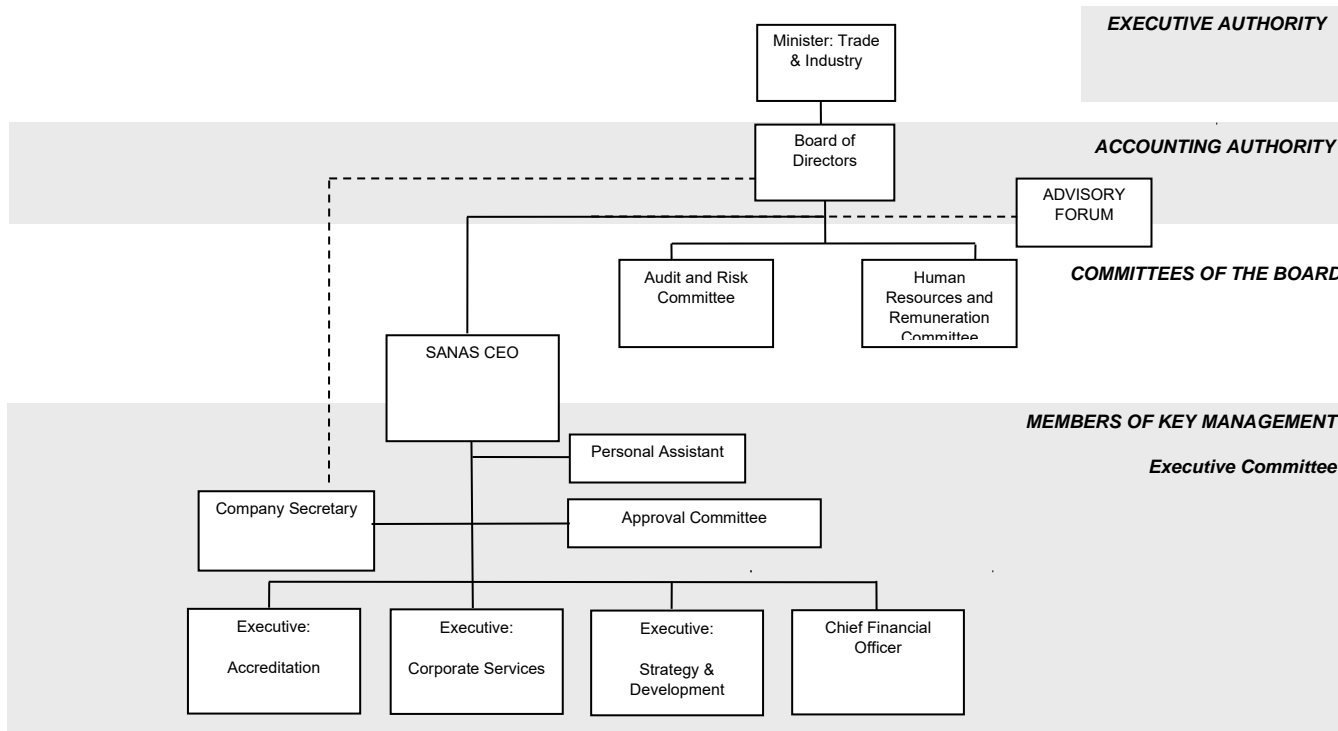 EXECUTIVE AUTHORITY
Minister: Trade
& Industry
ACCOUNTING AUTHORITY
Board of
Directors
ADVISORY
FORUM
COMMITTEES OF THE BOARD
Audit and Risk
Committee
Human
Resources and
Remuneration
Committee
SANAS CEO
MEMBERS OF KEY MANAGEMENT
Executive Committee
Personal Assistant
Company Secretary
Approval Committee
Executive:
Accreditation
Executive:
Corporate Services
Executive:
Strategy &
Development
Chief Financial
Officer